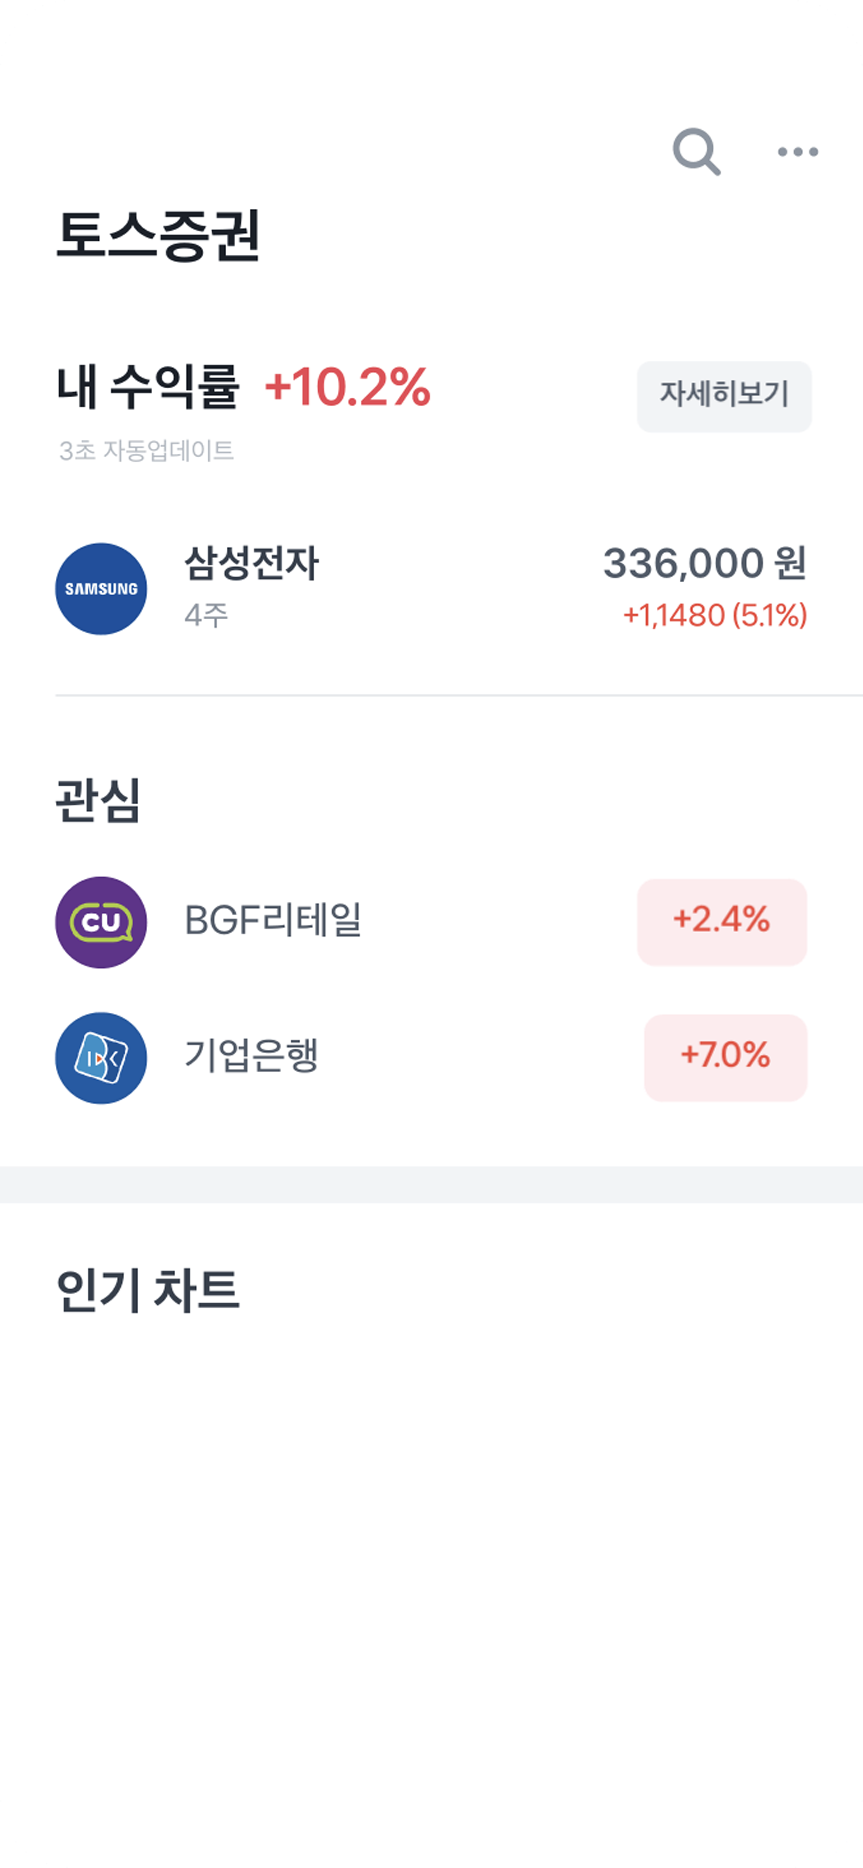 토스증권
내 수익률 +10.2%
자세히보기
3초 자동업데이트
SAMSUNG
삼성전자
336,000 원
4주
+1,1480 (5.1%)
관심
CU
BGF리테일
+2.4%
IBK
기업은행
+7.0%
인기 차트